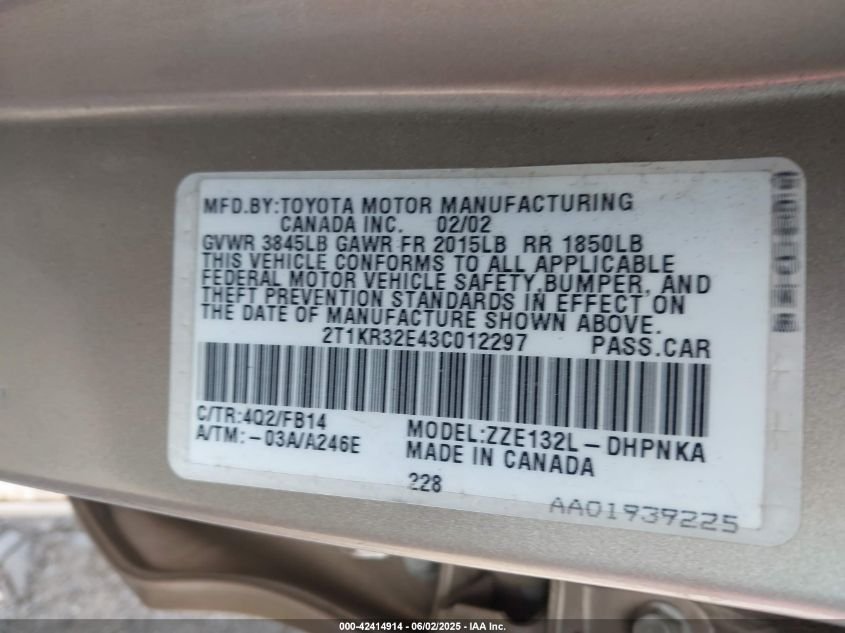 MFD.BY:TOYOTA MOTOR MANUFACTURING
CANADA INC. 02/02
GVWR 3845LB GAWR FR 2015LB RR 1850LB
THIS VEHICLE CONFORMS TO ALL APPLICABLE
FEDERAL MOTOR VEHICLE SAFETY,BUMPER, AND
THEFT PREVENTION STANDARDS IN EFFECT ON
THE DATE OF MANUFACTURE SHOWN ABOVE.
2T1KR32E43C012297 PASS.CAR
C/TR:4Q2/FB14
A/TM:-03A/A246E
MODEL:ZZE132L-DHPNKA
MADE IN CANADA
228
AA01939225
000-42414914 - 06/02/2025 - IAA Inc.